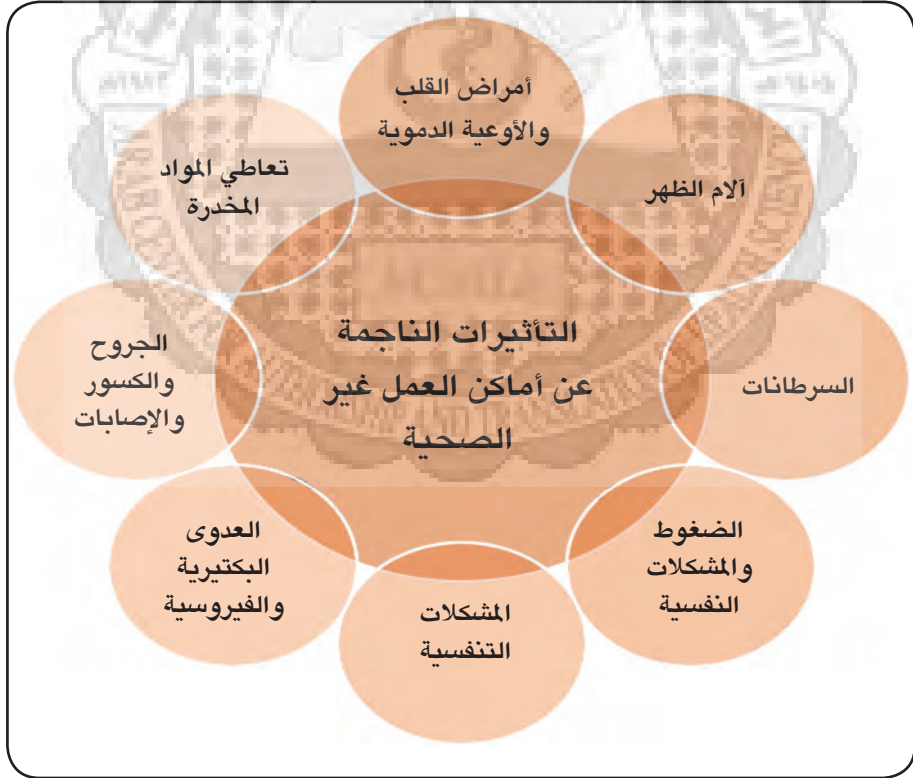 أمراض القلب
والأوعية الدموية
آلام الظهر
السرطانات
الضغوط
والمشكلات
النفسية
المشكلات
التنفسية
العدوى
البكتيرية
والفيروسية
الجروح
والكسور
والإصابات
تعاطي المواد
المخدرة
التأثيرات الناجمة
عن أماكن العمل غير
الصحية